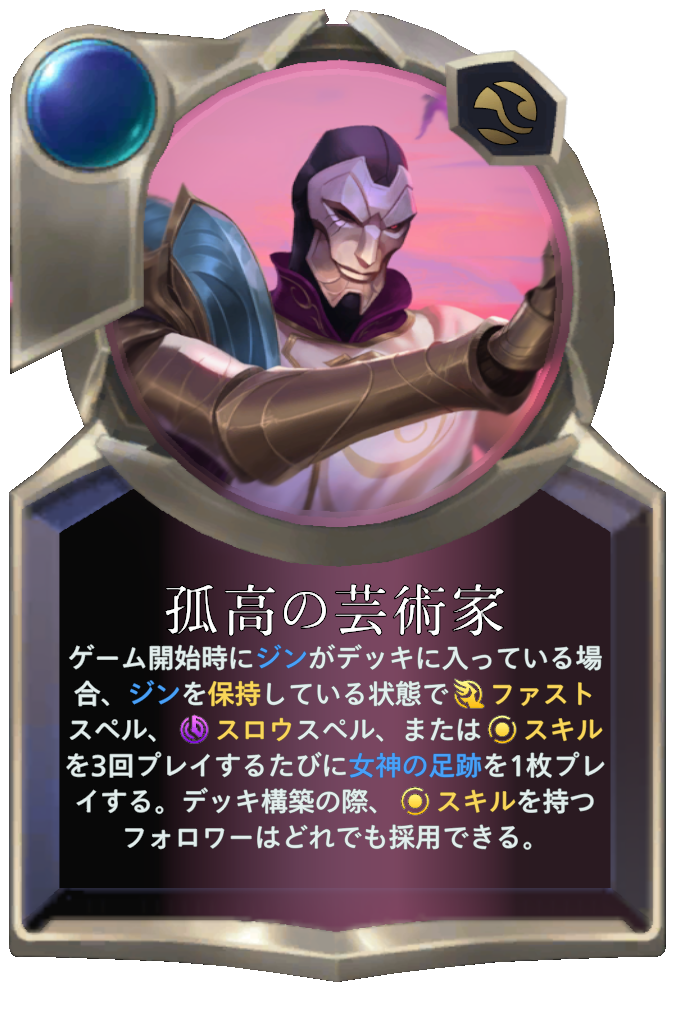 孤高の芸術家
ゲーム開始時にジンがデッキに入っている場
合、ジンを保持している状態でファスト
スペル、スロウスペル、またはスキル
を3回プレイするたびに女神の足跡を1枚プレ
イする。デッキ構築の際、スキルを持つ
フォロワーはどれでも採用できる。